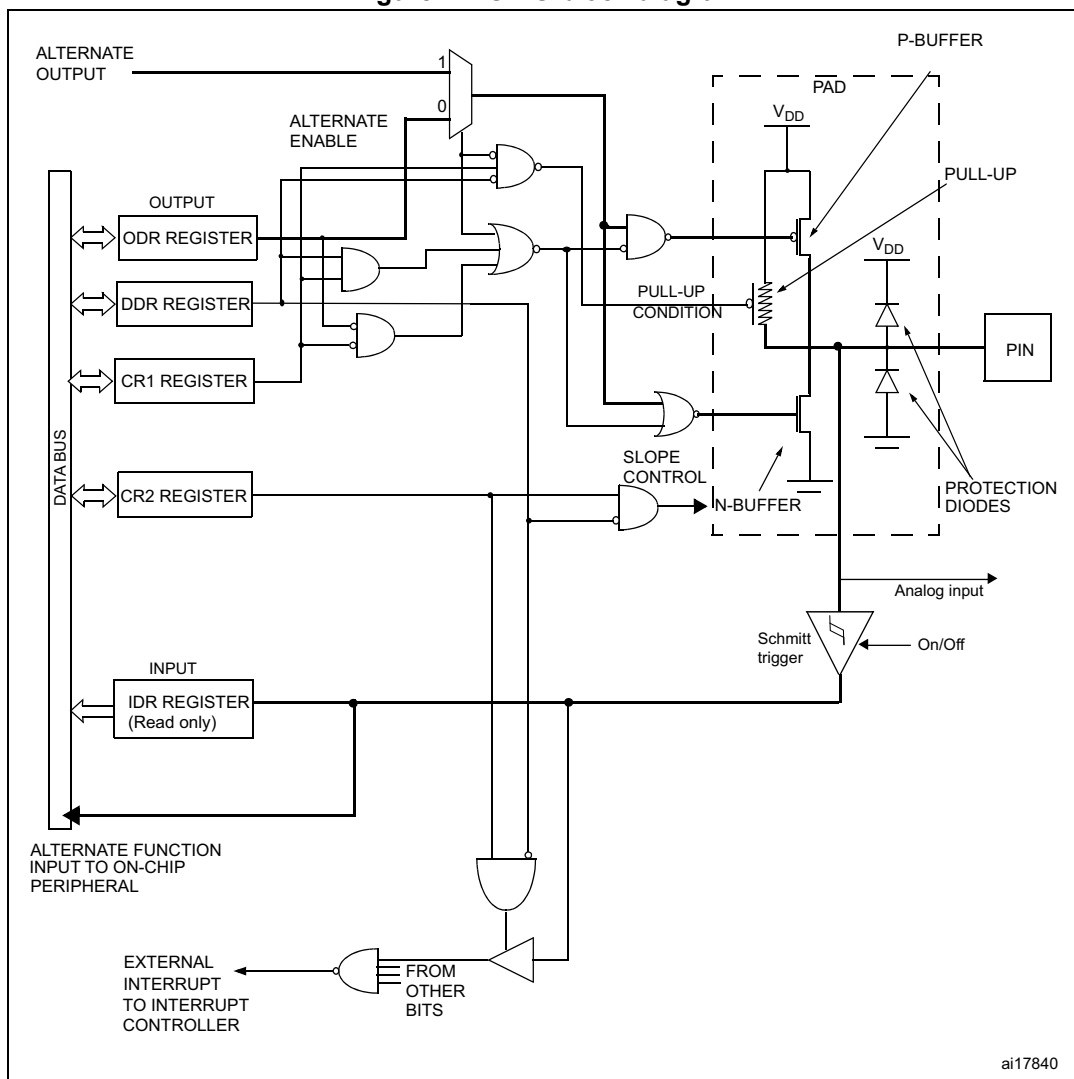 ALTERNATE
OUTPUT
1
0
ALTERNATE
ENABLE
P-BUFFER
PAD
VDD
PULL-UP
OUTPUT
ODR REGISTER
DDR REGISTER
CR1 REGISTER
CR2 REGISTER
DATA BUS
PULL-UP
CONDITION
VDD
PIN
SLOPE
CONTROL
N-BUFFER
PROTECTION
DIODES
Analog input
Schmitt
trigger
On/Off
INPUT
IDR REGISTER
(Read only)
ALTERNATE FUNCTION
INPUT TO ON-CHIP
PERIPHERAL
EXTERNAL
INTERRUPT
TO INTERRUPT
CONTROLLER
FROM
OTHER
BITS
ai17840